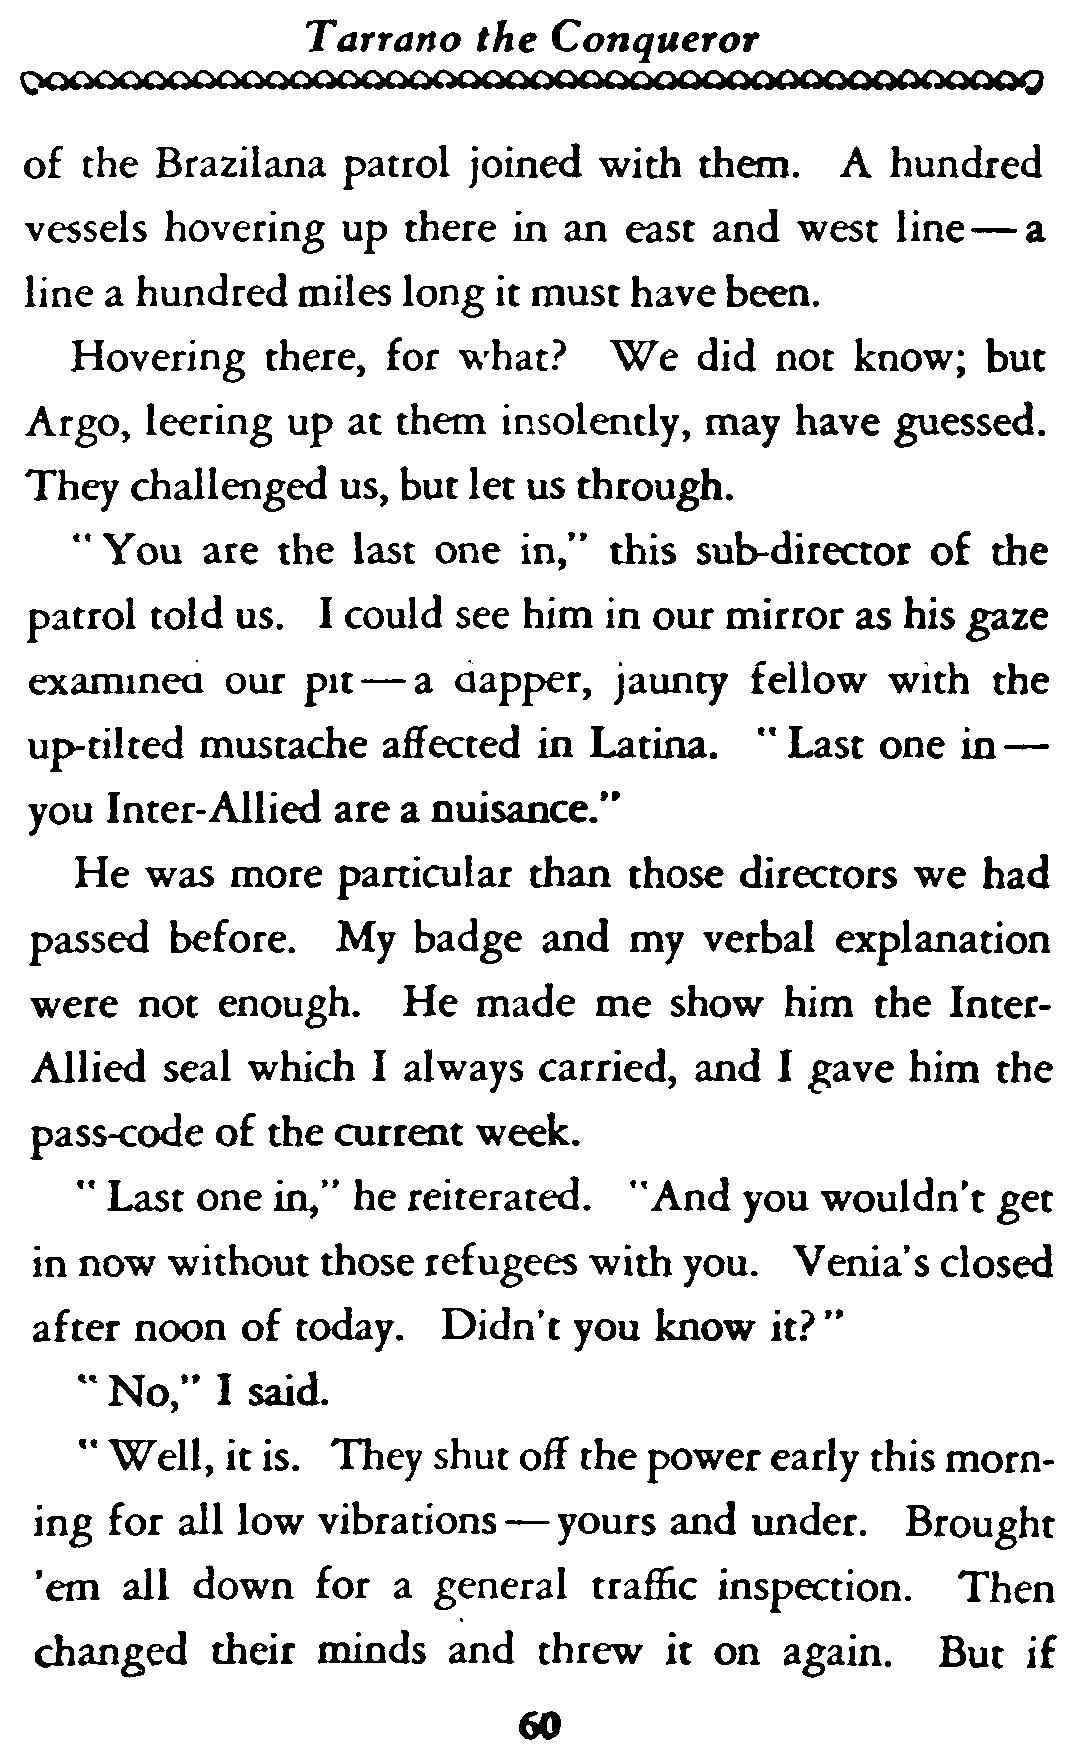 Tarrano the Conqueror
of the Brazilana patrol joined with them. A hundred
vessels hovering up there in an east and west line—a
line a hundred miles long it must have been.
Hovering there, for what? We did not know; but
Argo, leering up at them insolently, may have guessed.
They challenged us, but let us through.
"You are the last one in," this sub-director of the
patrol told us. I could see him in our mirror as his gaze
examined our pit—a dapper, jaunty fellow with the
up-tilted mustache affected in Latina. "Last one in—
you Inter-Allied are a nuisance."
He was more particular than those directors we had
passed before. My badge and my verbal explanation
were not enough. He made me show him the Inter-
Allied seal which I always carried, and I gave him the
pass-code of the current week.
"Last one in," he reiterated. "And you wouldn't get
in now without those refugees with you. Venia's closed
after noon of today. Didn't you know it?"
"No," I said.
"Well, it is. They shut off the power early this morn-
ing for all low vibrations—yours and under. Brought
'em all down for a general traffic inspection. Then
changed their minds and threw it on again. But if
60